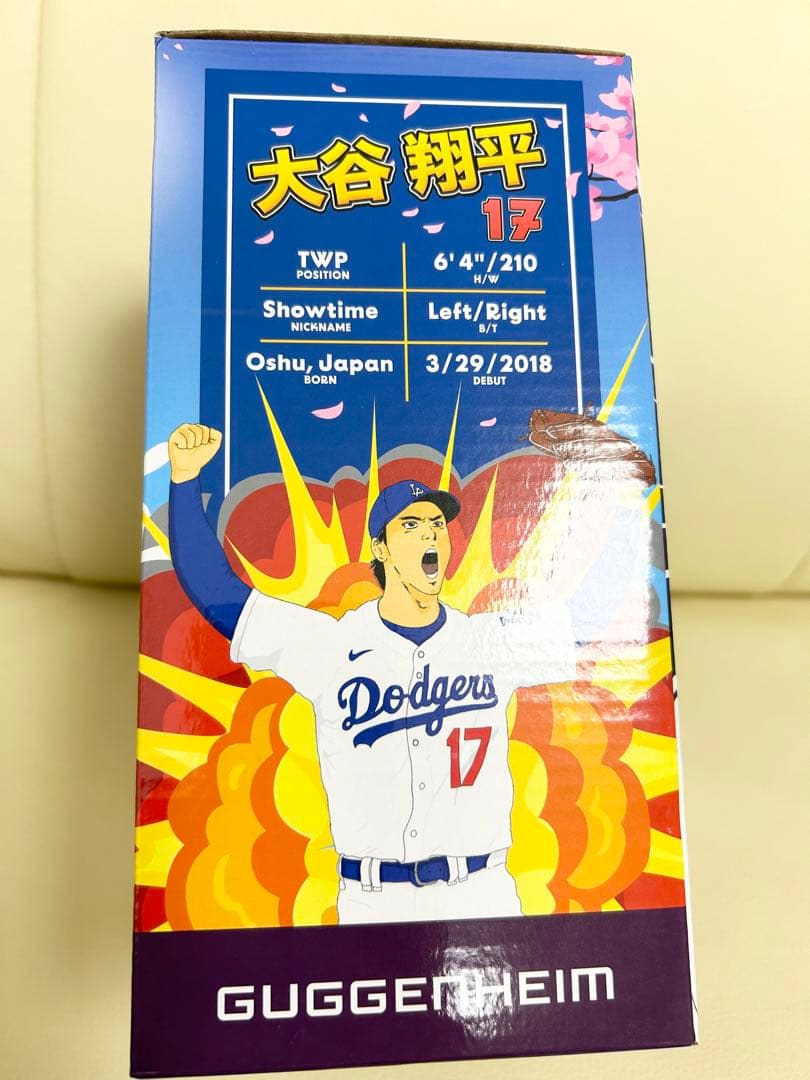 大谷 翔平
17
TWP
POSITION
6'4"/210
H/W
Showtime
NICKNAME
Left/Right
B/T
Oshu, Japan
BORN
3/29/2018
DEBUT
LA
Dodgers
17
GUGGENHEIM